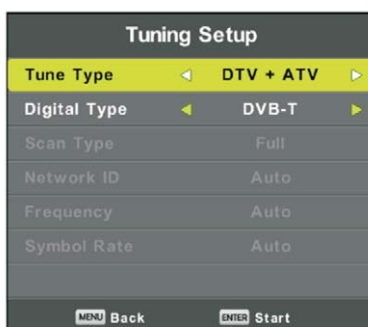 Tuning Setup
Tune Type DTV + ATV
Digital Type DVB-T
Scan Type Full
Network ID Auto
Frequency Auto
Symbol Rate Auto
MENU Back ENTER Start